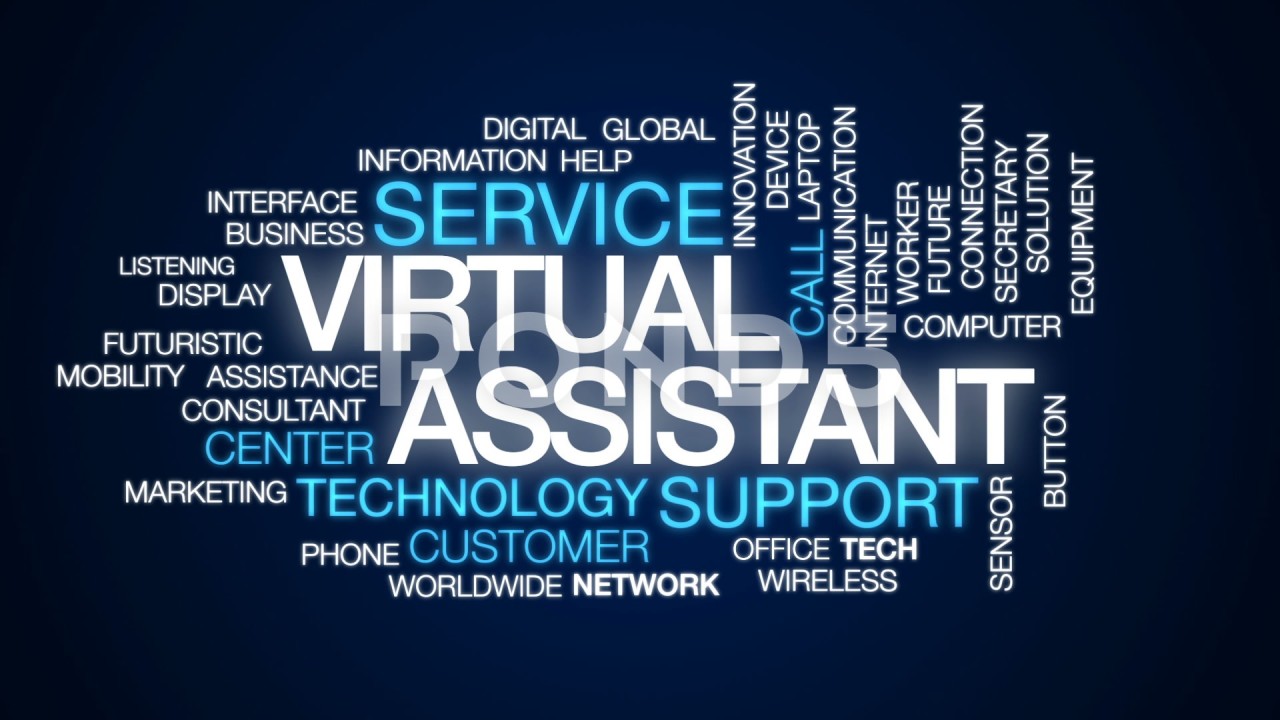 DIGITAL GLOBAL
INFORMATION HELP
INTERFACE
BUSINESS
SERVICE
LISTENING
DISPLAY
VIRTUAL
FUTURISTIC
MOBILITY ASSISTANCE
CONSULTANT
CENTER
ASSISTANT
MARKETING TECHNOLOGY SUPPORT
PHONE CUSTOMER
WORLDWIDE NETWORK
OFFICE TECH
WIRELESS
INNOVATION
DEVICE
CALL LAPTOP
COMMUNICATION
INTERNET
WORKER
FUTURE
CONNECTION
SECRETARY
SOLUTION
EQUIPMENT
COMPUTER
BUTTON
SENSOR
POND5